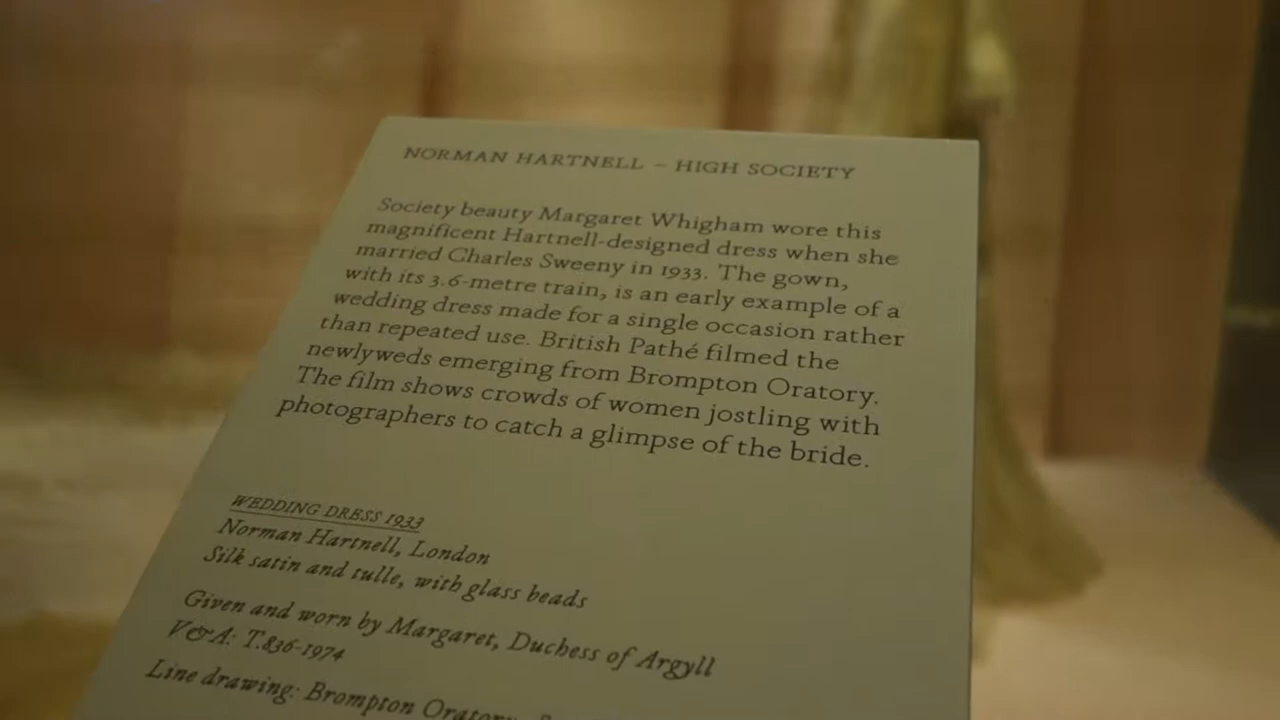 NORMAN HARTNELL – HIGH SOCIETY
Society beauty Margaret Whigham wore this
magnificent Hartnell-designed dress when she
married Charles Sweeny in 1933. The gown,
with its 3.6-metre train, is an early example of a
wedding dress made for a single occasion rather
than repeated use. British Pathé filmed the
newlyweds emerging from Brompton Oratory.
The film shows crowds of women jostling with
photographers to catch a glimpse of the bride.
WEDDING DRESS 1933
Norman Hartnell, London
Silk satin and tulle, with glass beads
Given and worn by Margaret, Duchess of Argyll
V&A: T.836-1974
Line drawing: Brompton Oratory,